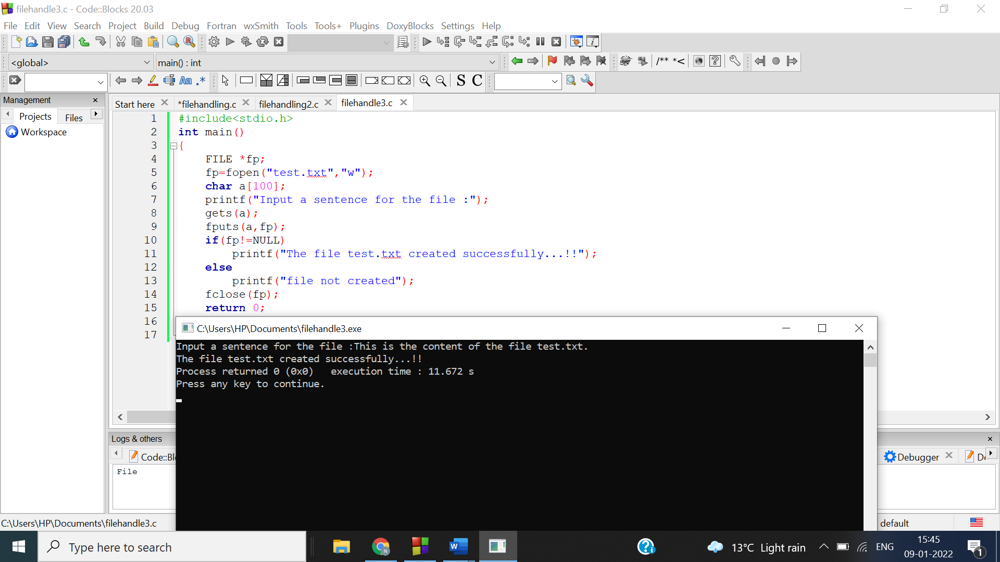 filehandle3.c - Code::Blocks 20.03
File Edit View Search Project Build Debug Fortran wxSmith Tools Tools+ Plugins DoxyBlocks Settings Help
<global> main() : int
/** *<
Aa .* S C
Management
Projects Files
Workspace
Start here *filehandling.c filehandling2.c filehandle3.c
1 #include<stdio.h>
2 int main()
3 {
4 FILE *fp;
5 fp=fopen("test.txt","w");
6 char a[100];
7 printf("Input a sentence for the file :");
8 gets(a);
9 fputs(a,fp);
10 if(fp!=NULL)
11 printf("The file test.txt created successfully...!!");
12 else
13 printf("file not created");
14 fclose(fp);
15 return 0;
16
17
C:\Users\HP\Documents\filehandle3.exe
Input a sentence for the file :This is the content of the file test.txt.
The file test.txt created successfully...!!
Process returned 0 (0x0)   execution time : 11.672 s
Press any key to continue.
Logs & others
Code::Bl Debugger
File
C:\Users\HP\Documents\filehandle3.c default
Type here to search
13°C Light rain ENG 15:45
09-01-2022
1